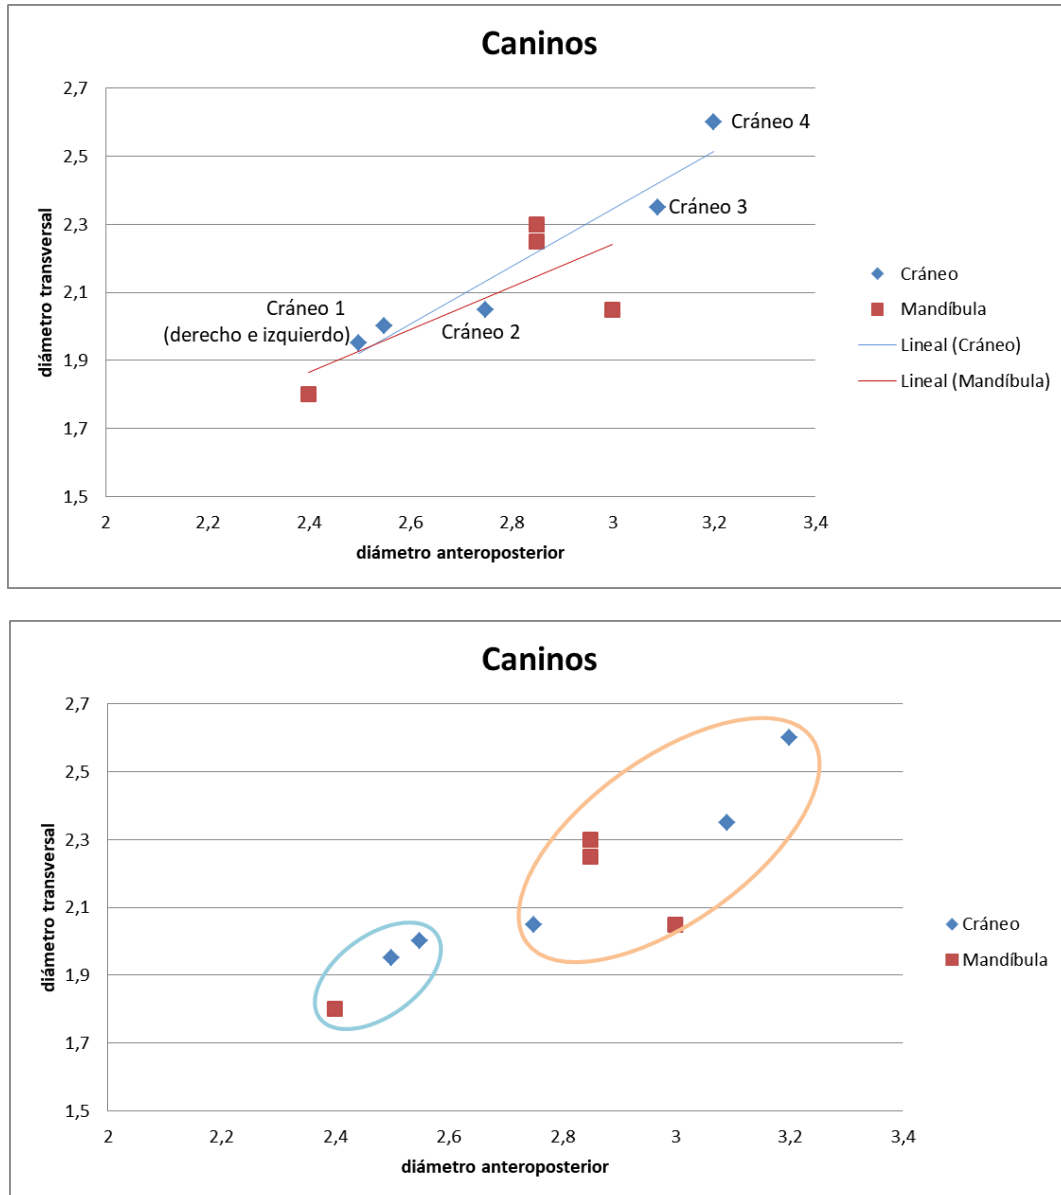 Caninos
2,7
2,5
2,3
2,1
1,9
1,7
1,5
diámetro transversal
Cráneo 4
Cráneo 3
Cráneo 1
(derecho e izquierdo)
Cráneo 2
2 2,2 2,4 2,6 2,8 3 3,2 3,4
diámetro anteroposterior
Cráneo
Mandíbula
Lineal (Cráneo)
Lineal (Mandíbula)
Caninos
2,7
2,5
2,3
2,1
1,9
1,7
1,5
diámetro transversal
2 2,2 2,4 2,6 2,8 3 3,2 3,4
diámetro anteroposterior
Cráneo
Mandíbula